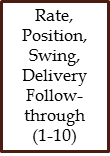 Rate,
Position,
Swing,
Delivery
Follow-
through
(1-10)